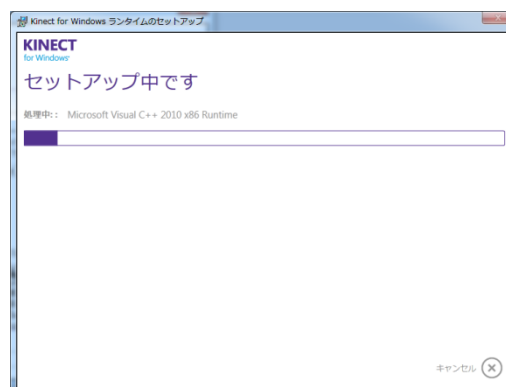 Kinect for Windows ランタイムのセットアップ
KINECT
for Windows
セットアップ中です
処理中:： Microsoft Visual C++ 2010 x86 Runtime
キャンセル